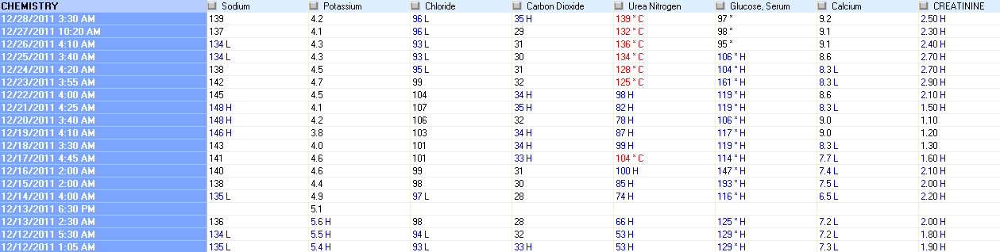 CHEMISTRY Sodium Potassium Chloride Carbon Dioxide Urea Nitrogen Glucose, Serum Calcium CREATININE
12/28/2011 3:30 AM 139 4.2 96 L 35 H 139 * C 97 * 9.2 2.50 H
12/27/2011 10:20 AM 137 4.1 96 L 29 132 * C 98 * 9.1 2.30 H
12/26/2011 4:10 AM 134 L 4.3 93 L 31 136 * C 95 * 9.1 2.40 H
12/25/2011 3:40 AM 134 L 4.3 93 L 30 134 * C 106 * H 8.6 2.70 H
12/24/2011 4:20 AM 138 4.5 95 L 31 128 * C 104 * H 8.3 L 2.70 H
12/23/2011 3:55 AM 142 4.7 99 32 125 * C 161 * H 8.3 L 2.90 H
12/22/2011 4:00 AM 145 4.5 104 34 H 98 H 119 * H 8.6 2.10 H
12/21/2011 4:25 AM 148 H 4.1 107 35 H 82 H 119 * H 8.3 L 1.50 H
12/20/2011 3:40 AM 148 H 4.2 106 32 78 H 106 * H 9.0 1.10
12/19/2011 4:10 AM 146 H 3.8 103 34 H 87 H 117 * H 9.0 1.20
12/18/2011 3:30 AM 143 4.0 101 34 H 99 H 119 * H 8.3 L 1.30
12/17/2011 4:45 AM 141 4.6 101 33 H 104 * C 114 * H 7.7 L 1.60 H
12/16/2011 2:00 AM 140 4.6 99 31 100 H 147 * H 7.4 L 2.10 H
12/15/2011 2:00 AM 138 4.4 98 30 85 H 193 * H 7.5 L 2.00 H
12/14/2011 4:00 AM 135 L 4.9 97 L 28 74 H 116 * H 6.5 L 2.20 H
12/13/2011 6:30 PM 5.1
12/13/2011 2:30 AM 136 5.6 H 98 28 66 H 125 * H 7.2 L 2.00 H
12/12/2011 5:30 AM 134 L 5.5 H 94 L 32 53 H 129 * H 7.2 L 1.80 H
12/12/2011 1:05 AM 135 L 5.4 H 93 L 33 H 53 H 129 * H 7.3 L 1.90 H